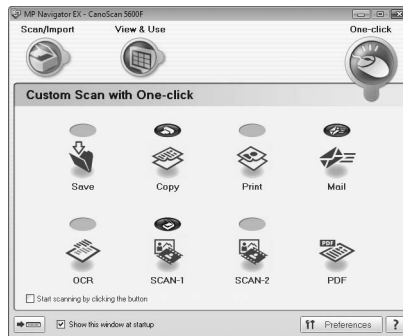 MP Navigator EX - CanoScan 5600F
Scan/Import View & Use One-click
Custom Scan with One-click
Save Copy Print Mail
PDF
OCR SCAN-1 SCAN-2 PDF
Start scanning by clicking the button
Show this window at startup Preferences ?